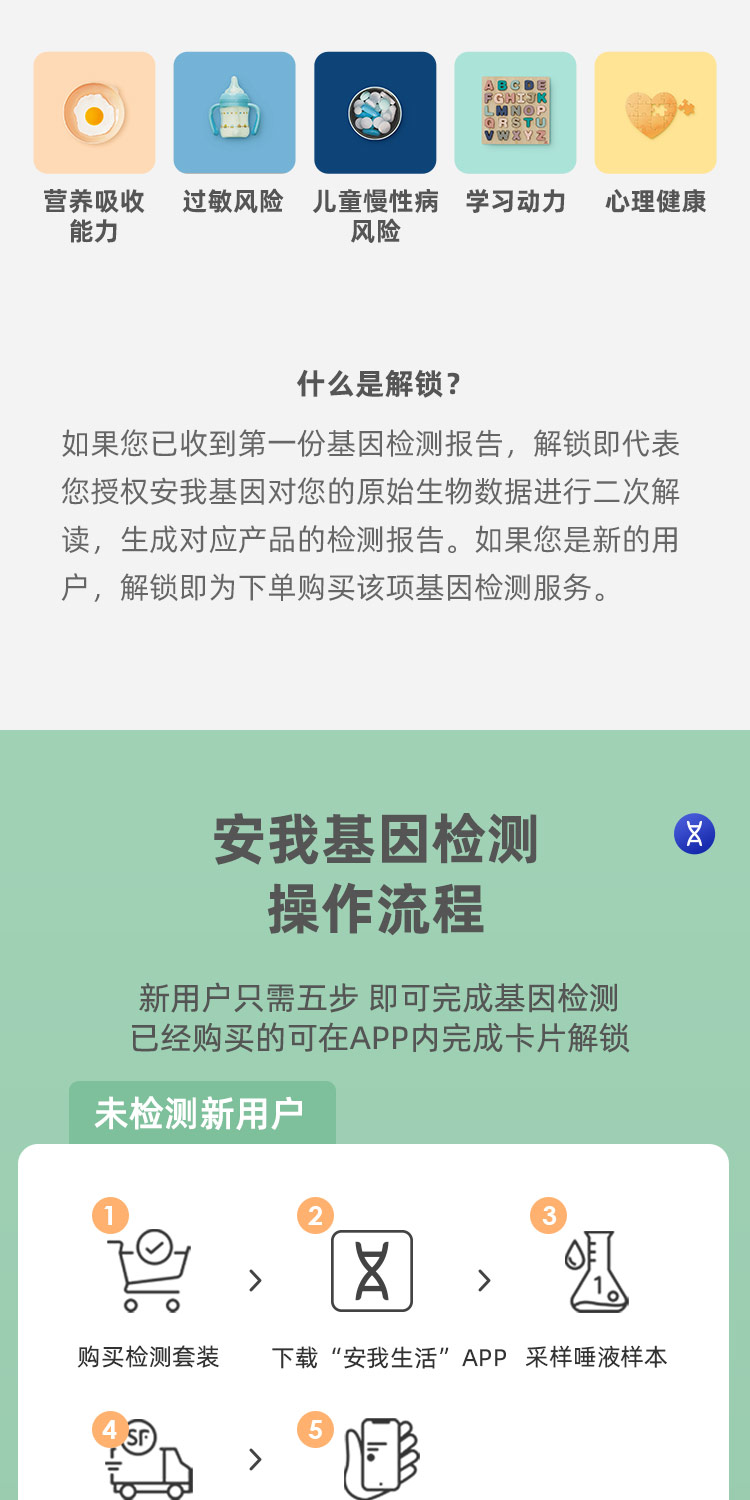 营养吸收
能力
过敏风险
儿童慢性病
风险
学习动力
心理健康
ABCDE
FGHIJK
LMNOP
QRSTU
VWXYZ
什么是解锁？
如果您已收到第一份基因检测报告，解锁即代表
您授权安我基因对您的原始生物数据进行二次解
读，生成对应产品的检测报告。如果您是新的用
户，解锁即为下单购买该项基因检测服务。
安我基因检测
操作流程
新用户只需五步 即可完成基因检测
已经购买的可在APP内完成卡片解锁
未检测新用户
1
2
3
1
购买检测套装
下载“安我生活”APP
采样唾液样本
4
SF
5